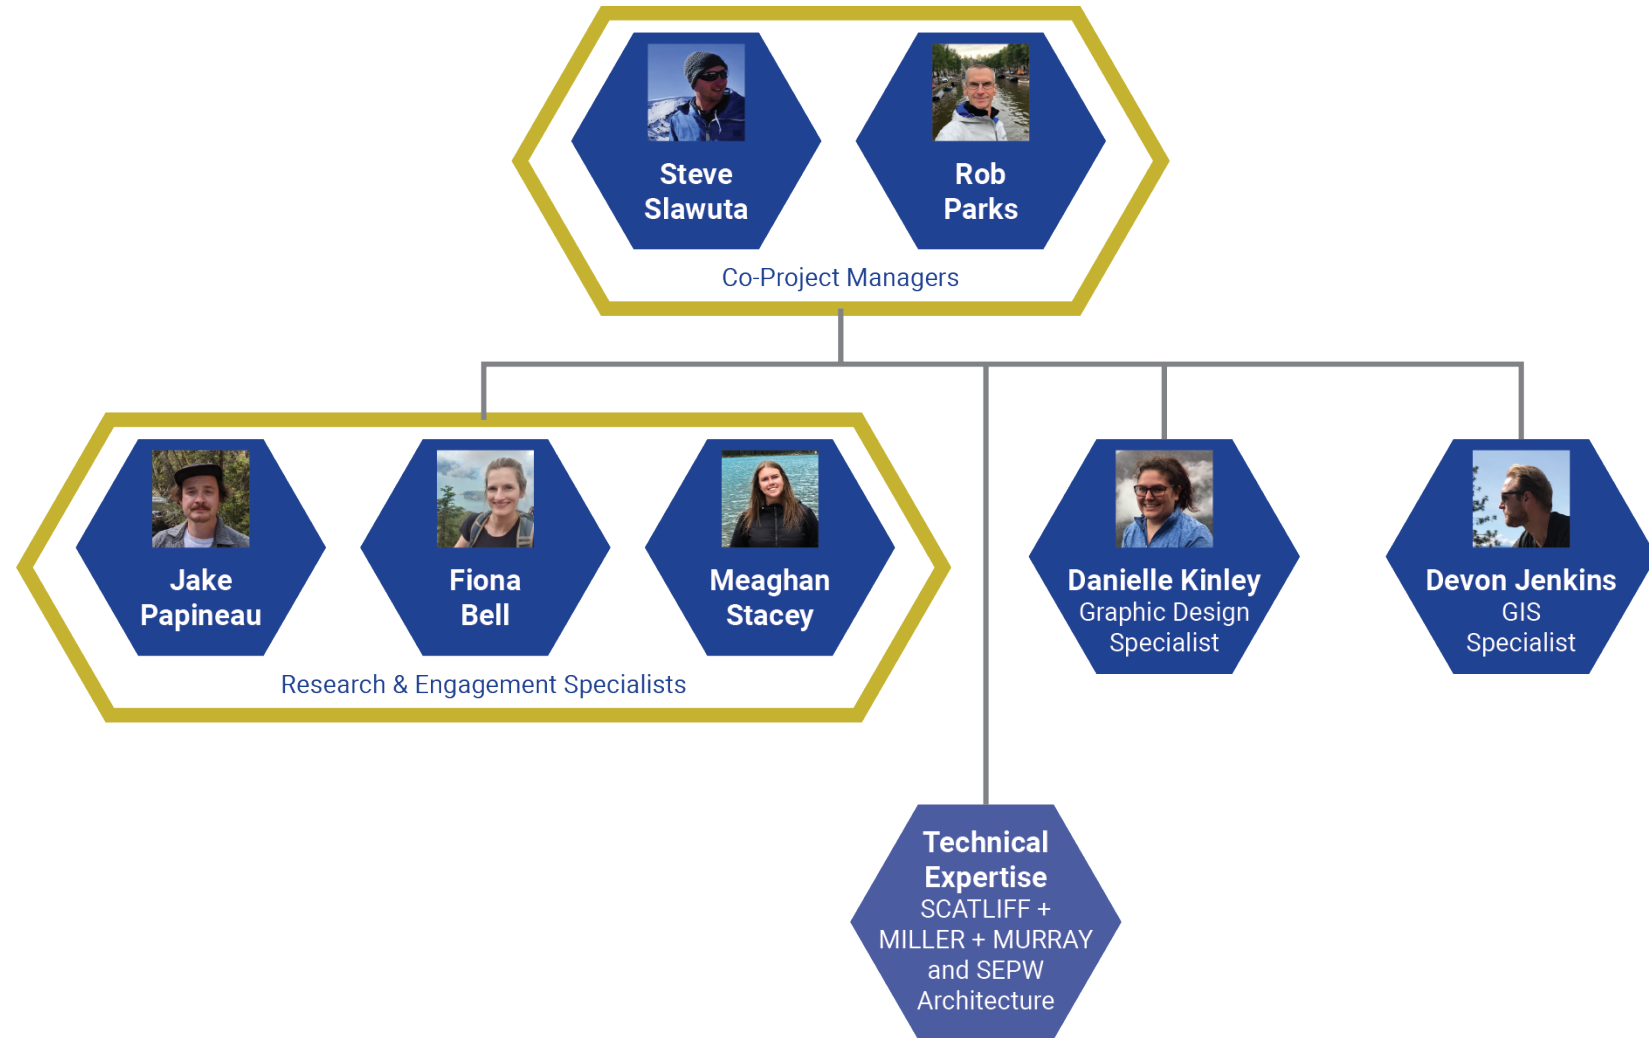 Steve
Slawuta
Rob
Parks
Co-Project Managers
Jake
Papineau
Fiona
Bell
Meaghan
Stacey
Research & Engagement Specialists
Danielle Kinley
Graphic Design
Specialist
Devon Jenkins
GIS
Specialist
Technical
Expertise
SCATLIFF +
MILLER + MURRAY
and SEPW
Architecture